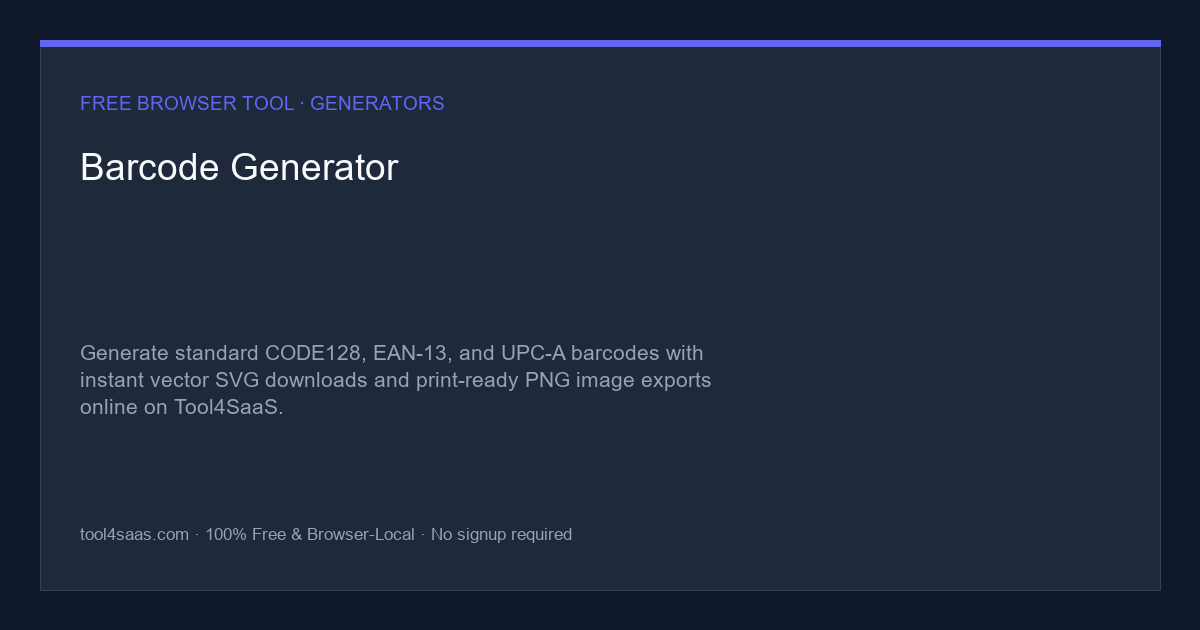 FREE BROWSER TOOL · GENERATORS
Barcode Generator
Generate standard CODE128, EAN-13, and UPC-A barcodes with
instant vector SVG downloads and print-ready PNG image exports
online on Tool4SaaS.
tool4saas.com · 100% Free & Browser-Local · No signup required